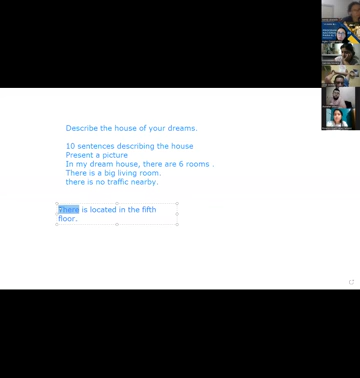 Describe the house of your dreams.
10 sentences describing the house
Present a picture
In my dream house, there are 6 rooms .
There is a big living room.
there is no traffic nearby.
There is located in the fifth
floor.